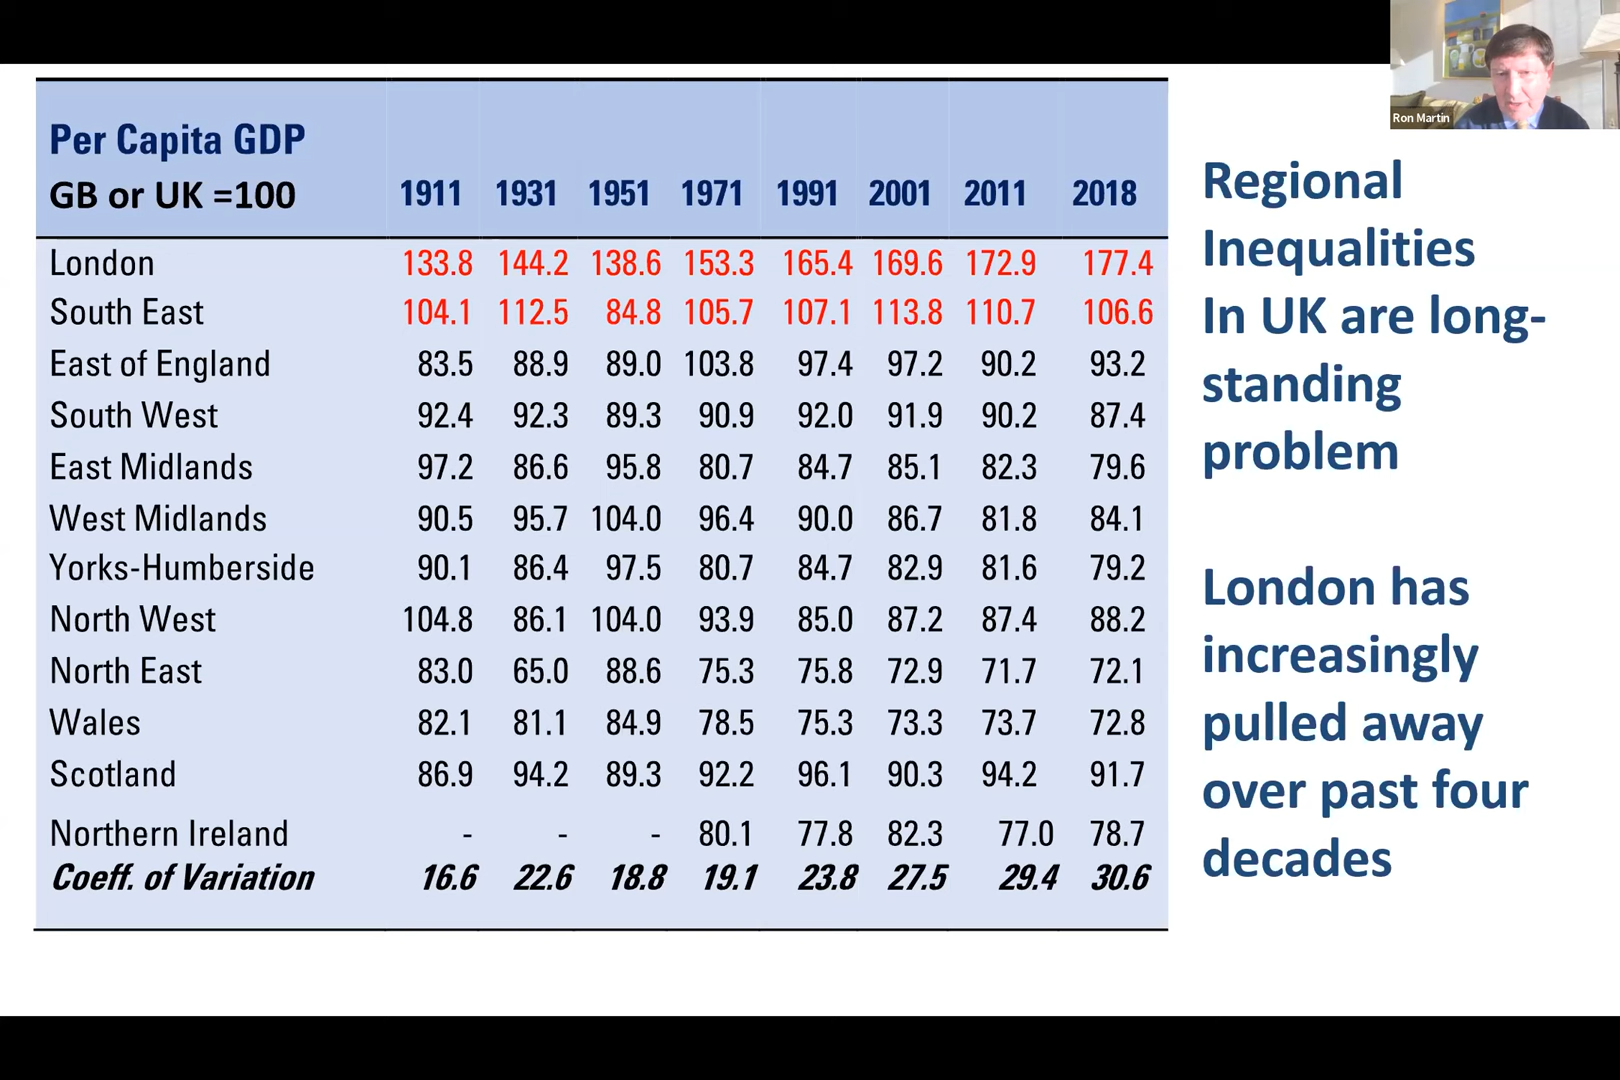 Ron Martin
Per Capita GDP
GB or UK =100 1911 1931 1951 1971 1991 2001 2011 2018
London 133.8 144.2 138.6 153.3 165.4 169.6 172.9 177.4
South East 104.1 112.5 84.8 105.7 107.1 113.8 110.7 106.6
East of England 83.5 88.9 89.0 103.8 97.4 97.2 90.2 93.2
South West 92.4 92.3 89.3 90.9 92.0 91.9 90.2 87.4
East Midlands 97.2 86.6 95.8 80.7 84.7 85.1 82.3 79.6
West Midlands 90.5 95.7 104.0 96.4 90.0 86.7 81.8 84.1
Yorks-Humberside 90.1 86.4 97.5 80.7 84.7 82.9 81.6 79.2
North West 104.8 86.1 104.0 93.9 85.0 87.2 87.4 88.2
North East 83.0 65.0 88.6 75.3 75.8 72.9 71.7 72.1
Wales 82.1 81.1 84.9 78.5 75.3 73.3 73.7 72.8
Scotland 86.9 94.2 89.3 92.2 96.1 90.3 94.2 91.7
Northern Ireland - - - 80.1 77.8 82.3 77.0 78.7
Coeff. of Variation 16.6 22.6 18.8 19.1 23.8 27.5 29.4 30.6
Regional
Inequalities
In UK are long-
standing
problem
London has
increasingly
pulled away
over past four
decades